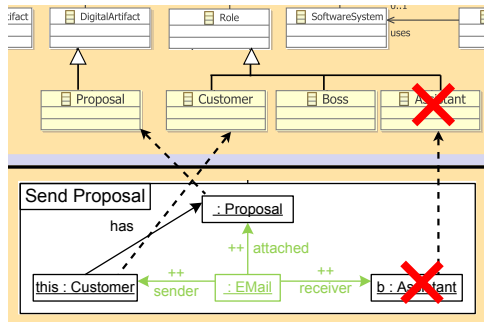 ifact
DigitalArtifact
Role
SoftwareSystem
0..1
uses
Proposal
Customer
Boss
Assistant
Send Proposal
: Proposal
has
++ attached
this : Customer
++
sender
: EMail
++
receiver
b : Assistant